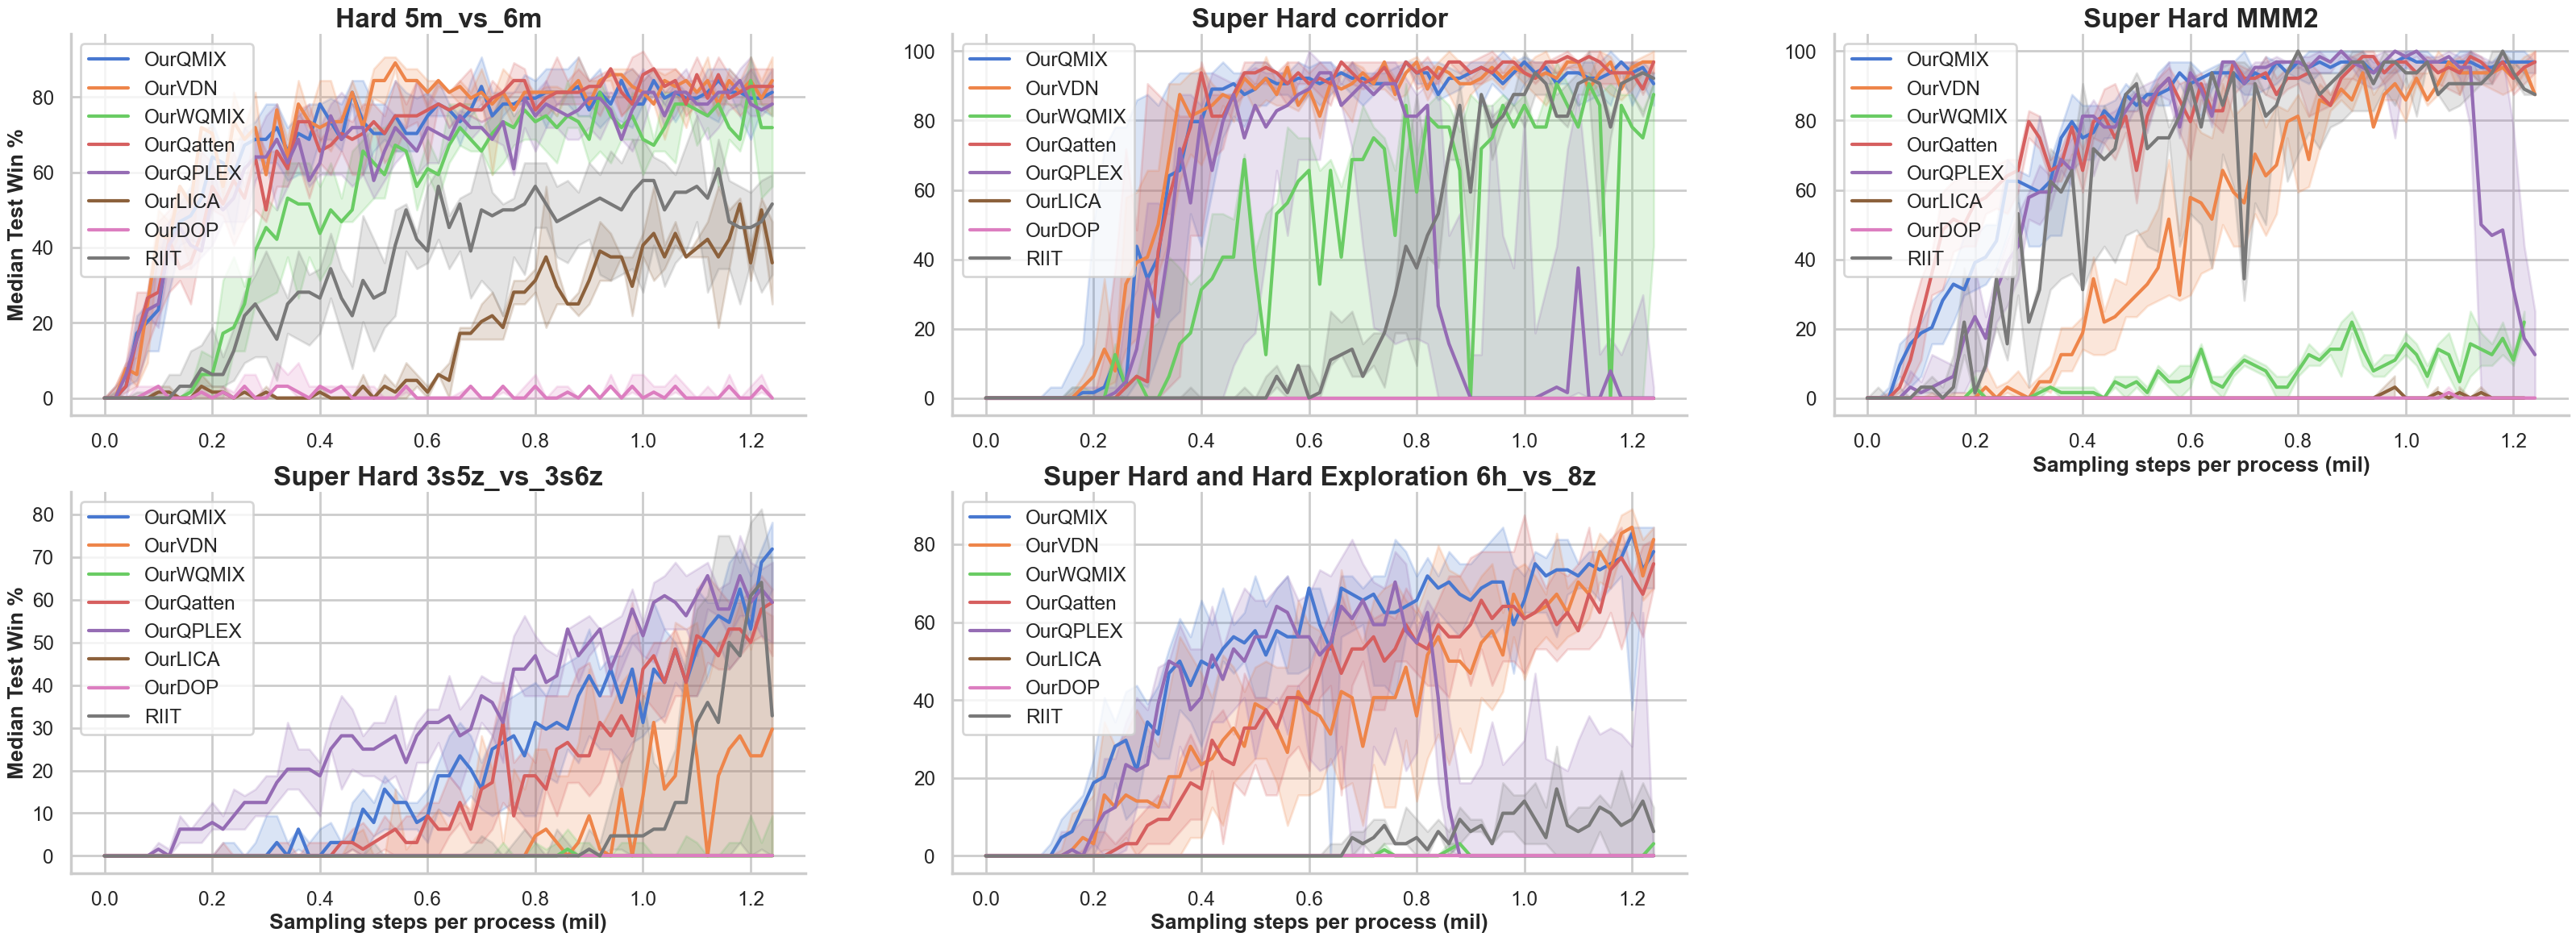 Hard 5m_vs_6m
Median Test Win %
80
60
40
20
0
OurQMIX
OurVDN
OurWQMIX
OurQatten
OurQPLEX
OurLICA
OurDOP
RIIT
0.0 0.2 0.4 0.6 0.8 1.0 1.2
Super Hard corridor
100
80
60
40
20
0
OurQMIX
OurVDN
OurWQMIX
OurQatten
OurQPLEX
OurLICA
OurDOP
RIIT
0.0 0.2 0.4 0.6 0.8 1.0 1.2
Super Hard MMM2
100
80
60
40
20
0
OurQMIX
OurVDN
OurWQMIX
OurQatten
OurQPLEX
OurLICA
OurDOP
RIIT
0.0 0.2 0.4 0.6 0.8 1.0 1.2
Sampling steps per process (mil)
Super Hard 3s5z_vs_3s6z
Median Test Win %
80
70
60
50
40
30
20
10
0
OurQMIX
OurVDN
OurWQMIX
OurQatten
OurQPLEX
OurLICA
OurDOP
RIIT
0.0 0.2 0.4 0.6 0.8 1.0 1.2
Sampling steps per process (mil)
Super Hard and Hard Exploration 6h_vs_8z
80
60
40
20
0
OurQMIX
OurVDN
OurWQMIX
OurQatten
OurQPLEX
OurLICA
OurDOP
RIIT
0.0 0.2 0.4 0.6 0.8 1.0 1.2
Sampling steps per process (mil)